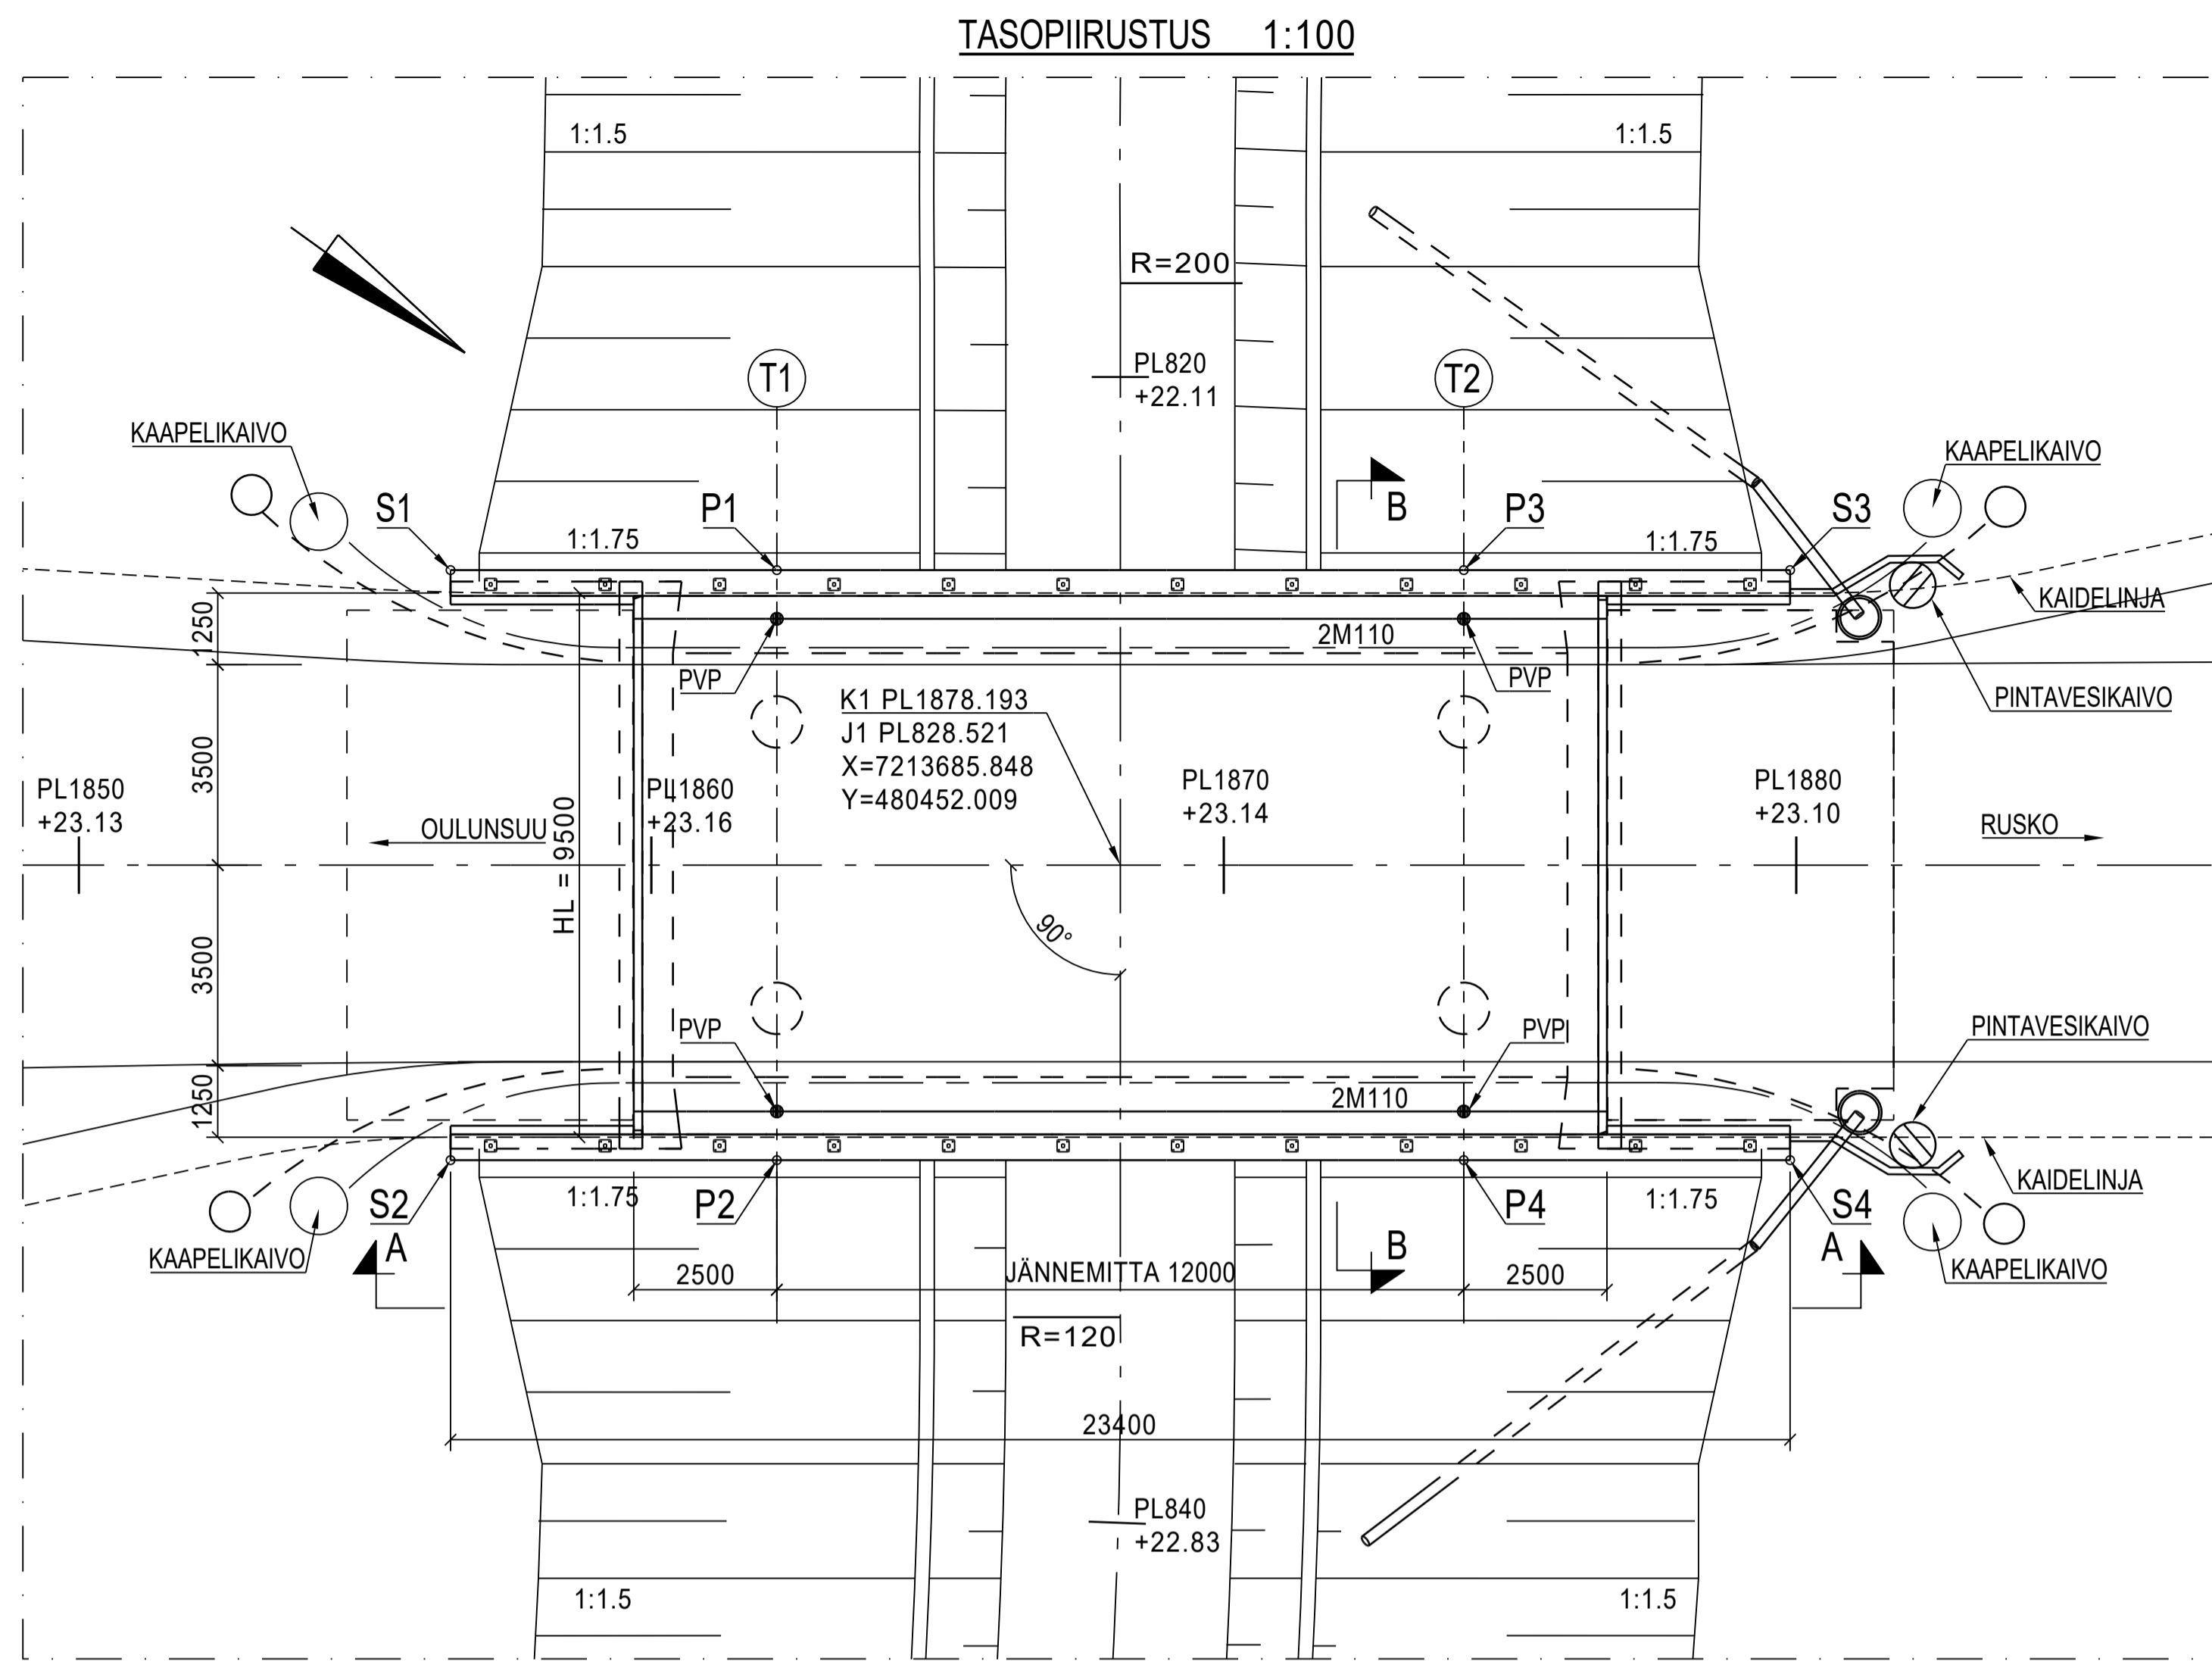 TASOPIIRUSTUS 1:100
1:1.5
1:1.5
R=200
T1
T2
PL820
+22.11
KAAPELIKAIVO
KAAPELIKAIVO
S1
P1
B
P3
S3
1:1.75
1:1.75
KAIDELINJA
1250
2M110
PVP
PVP
PINTAVESIKAIVO
K1 PL1878.193
J1 PL828.521
X=7213685.848
Y=480452.009
3500
PL1850
+23.13
PL1860
+23.16
PL1870
+23.14
PL1880
+23.10
OULUNSUU
RUSKO
HL = 9500
90°
3500
PVP
PVP
PINTAVESIKAIVO
1250
2M110
KAIDELINJA
S2
1:1.75
P2
P4
1:1.75
S4
KAAPELIKAIVO
A
B
A
KAAPELIKAIVO
2500
JÄNNEMITTA 12000
2500
R=120
23400
PL840
+22.83
1:1.5
1:1.5